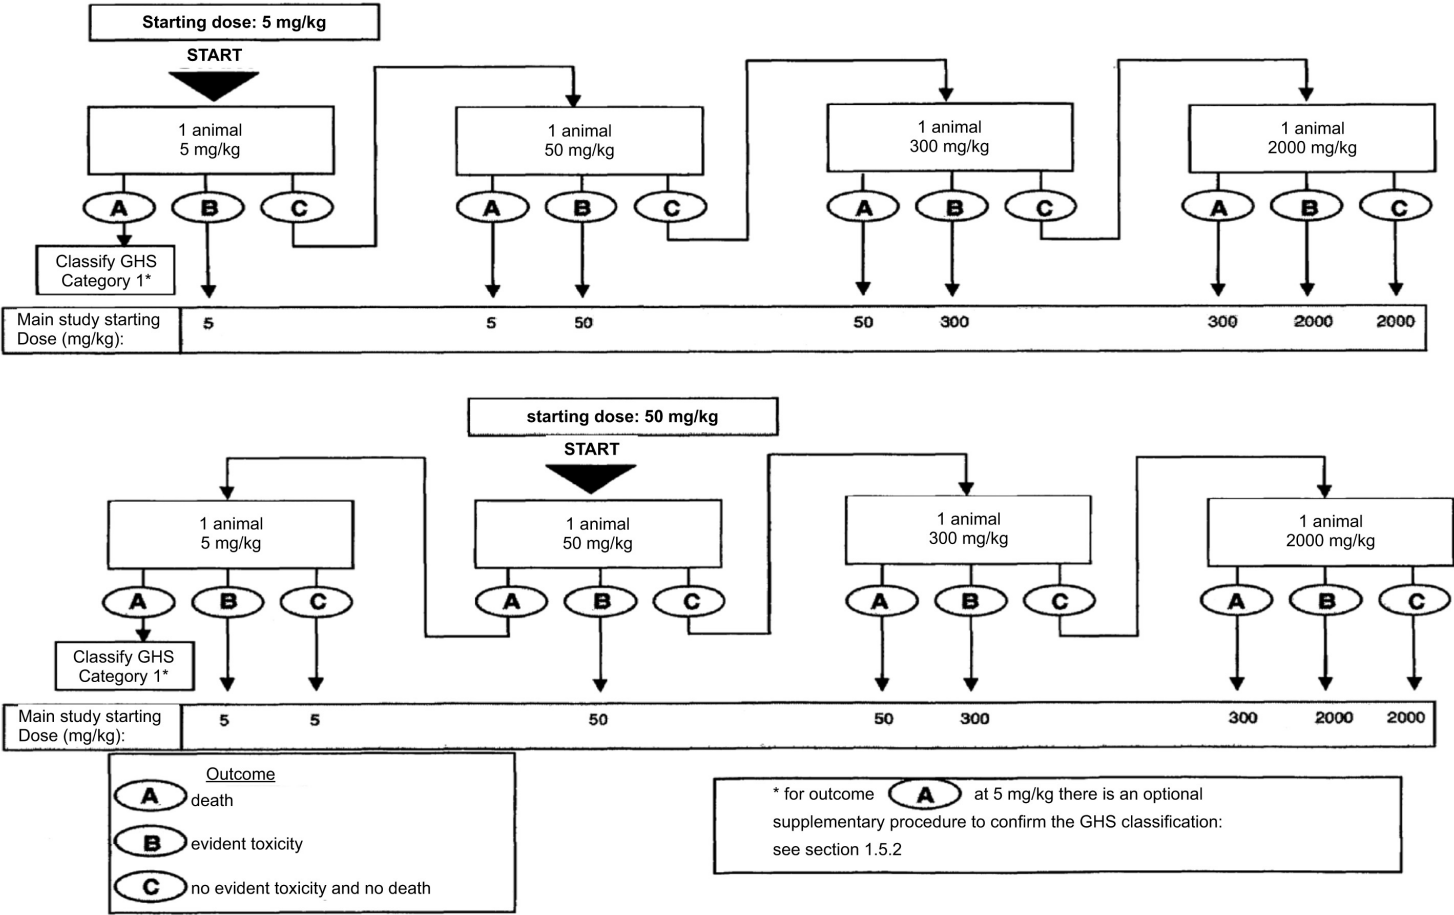 Starting dose: 5 mg/kg
START
1 animal
5 mg/kg
1 animal
50 mg/kg
1 animal
300 mg/kg
1 animal
2000 mg/kg
A B C A B C A B C A B C
Classify GHS
Category 1*
Main study starting
Dose (mg/kg):
5 5 50 50 300 300 2000 2000
starting dose: 50 mg/kg
START
1 animal
5 mg/kg
1 animal
50 mg/kg
1 animal
300 mg/kg
1 animal
2000 mg/kg
A B C A B C A B C A B C
Classify GHS
Category 1*
Main study starting
Dose (mg/kg):
5 5 50 50 300 300 2000 2000
Outcome
A death
B evident toxicity
C no evident toxicity and no death
* for outcome A at 5 mg/kg there is an optional
supplementary procedure to confirm the GHS classification:
see section 1.5.2